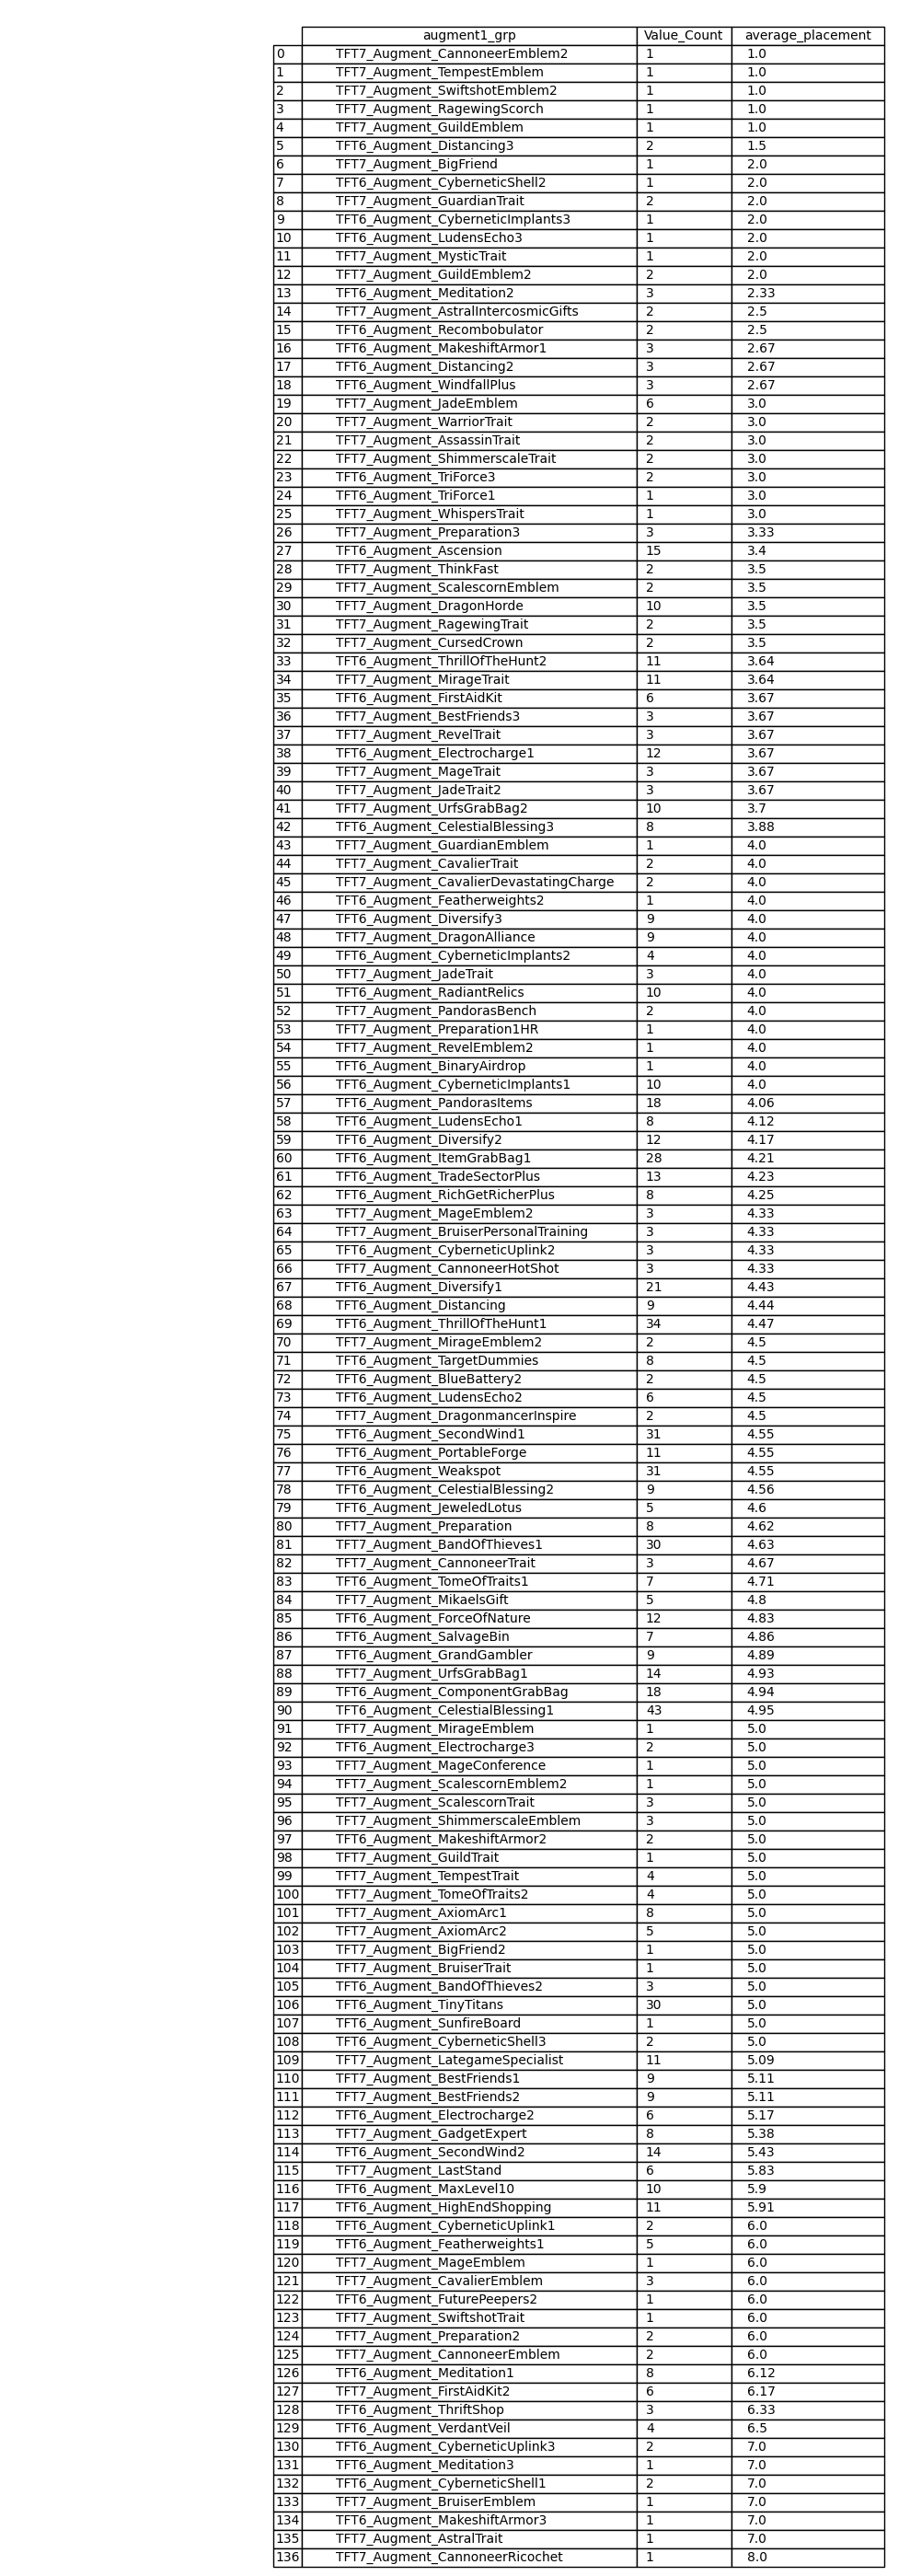 augment1_grp Value_Count average_placement
0 TFT7_Augment_CannoneerEmblem2 1 1.0
1 TFT7_Augment_TempestEmblem 1 1.0
2 TFT7_Augment_SwiftshotEmblem2 1 1.0
3 TFT7_Augment_RagewingScorch 1 1.0
4 TFT7_Augment_GuildEmblem 1 1.0
5 TFT6_Augment_Distancing3 2 1.5
6 TFT7_Augment_BigFriend 1 2.0
7 TFT6_Augment_CyberneticShell2 1 2.0
8 TFT7_Augment_GuardianTrait 2 2.0
9 TFT6_Augment_CyberneticImplants3 1 2.0
10 TFT6_Augment_LudensEcho3 1 2.0
11 TFT7_Augment_MysticTrait 1 2.0
12 TFT7_Augment_GuildEmblem2 2 2.0
13 TFT6_Augment_Meditation2 3 2.33
14 TFT7_Augment_AstralIntercosmicGifts 2 2.5
15 TFT6_Augment_Recombobulator 2 2.5
16 TFT6_Augment_MakeshiftArmor1 3 2.67
17 TFT6_Augment_Distancing2 3 2.67
18 TFT6_Augment_WindfallPlus 3 2.67
19 TFT7_Augment_JadeEmblem 6 3.0
20 TFT7_Augment_WarriorTrait 2 3.0
21 TFT7_Augment_AssassinTrait 2 3.0
22 TFT7_Augment_ShimmerscaleTrait 2 3.0
23 TFT6_Augment_TriForce3 2 3.0
24 TFT6_Augment_TriForce1 1 3.0
25 TFT7_Augment_WhispersTrait 1 3.0
26 TFT7_Augment_Preparation3 3 3.33
27 TFT6_Augment_Ascension 15 3.4
28 TFT7_Augment_ThinkFast 2 3.5
29 TFT7_Augment_ScalescornEmblem 2 3.5
30 TFT7_Augment_DragonHorde 10 3.5
31 TFT7_Augment_RagewingTrait 2 3.5
32 TFT7_Augment_CursedCrown 2 3.5
33 TFT6_Augment_ThrillOfTheHunt2 11 3.64
34 TFT7_Augment_MirageTrait 11 3.64
35 TFT6_Augment_FirstAidKit 6 3.67
36 TFT7_Augment_BestFriends3 3 3.67
37 TFT7_Augment_RevelTrait 3 3.67
38 TFT6_Augment_Electrocharge1 12 3.67
39 TFT7_Augment_MageTrait 3 3.67
40 TFT7_Augment_JadeTrait2 3 3.67
41 TFT7_Augment_UrfsGrabBag2 10 3.7
42 TFT6_Augment_CelestialBlessing3 8 3.88
43 TFT7_Augment_GuardianEmblem 1 4.0
44 TFT7_Augment_CavalierTrait 2 4.0
45 TFT7_Augment_CavalierDevastatingCharge 2 4.0
46 TFT6_Augment_Featherweights2 1 4.0
47 TFT6_Augment_Diversify3 9 4.0
48 TFT7_Augment_DragonAlliance 9 4.0
49 TFT6_Augment_CyberneticImplants2 4 4.0
50 TFT7_Augment_JadeTrait 3 4.0
51 TFT6_Augment_RadiantRelics 10 4.0
52 TFT7_Augment_PandorasBench 2 4.0
53 TFT7_Augment_Preparation1HR 1 4.0
54 TFT7_Augment_RevelEmblem2 1 4.0
55 TFT6_Augment_BinaryAirdrop 1 4.0
56 TFT6_Augment_CyberneticImplants1 10 4.0
57 TFT6_Augment_PandorasItems 18 4.06
58 TFT6_Augment_LudensEcho1 8 4.12
59 TFT6_Augment_Diversify2 12 4.17
60 TFT6_Augment_ItemGrabBag1 28 4.21
61 TFT6_Augment_TradeSectorPlus 13 4.23
62 TFT6_Augment_RichGetRicherPlus 8 4.25
63 TFT7_Augment_MageEmblem2 3 4.33
64 TFT7_Augment_BruiserPersonalTraining 3 4.33
65 TFT6_Augment_CyberneticUplink2 3 4.33
66 TFT7_Augment_CannoneerHotShot 3 4.33
67 TFT6_Augment_Diversify1 21 4.43
68 TFT6_Augment_Distancing 9 4.44
69 TFT6_Augment_ThrillOfTheHunt1 34 4.47
70 TFT7_Augment_MirageEmblem2 2 4.5
71 TFT6_Augment_TargetDummies 8 4.5
72 TFT6_Augment_BlueBattery2 2 4.5
73 TFT6_Augment_LudensEcho2 6 4.5
74 TFT7_Augment_DragonmancerInspire 2 4.5
75 TFT6_Augment_SecondWind1 31 4.55
76 TFT6_Augment_PortableForge 11 4.55
77 TFT6_Augment_Weakspot 31 4.55
78 TFT6_Augment_CelestialBlessing2 9 4.56
79 TFT6_Augment_JeweledLotus 5 4.6
80 TFT7_Augment_Preparation 8 4.62
81 TFT7_Augment_BandOfThieves1 30 4.63
82 TFT7_Augment_CannoneerTrait 3 4.67
83 TFT6_Augment_TomeOfTraits1 7 4.71
84 TFT7_Augment_MikaelsGift 5 4.8
85 TFT6_Augment_ForceOfNature 12 4.83
86 TFT6_Augment_SalvageBin 7 4.86
87 TFT6_Augment_GrandGambler 9 4.89
88 TFT7_Augment_UrfsGrabBag1 14 4.93
89 TFT6_Augment_ComponentGrabBag 18 4.94
90 TFT6_Augment_CelestialBlessing1 43 4.95
91 TFT7_Augment_MirageEmblem 1 5.0
92 TFT6_Augment_Electrocharge3 2 5.0
93 TFT7_Augment_MageConference 1 5.0
94 TFT7_Augment_ScalescornEmblem2 1 5.0
95 TFT7_Augment_ScalescornTrait 3 5.0
96 TFT7_Augment_ShimmerscaleEmblem 3 5.0
97 TFT6_Augment_MakeshiftArmor2 2 5.0
98 TFT7_Augment_GuildTrait 1 5.0
99 TFT7_Augment_TempestTrait 4 5.0
100 TFT7_Augment_TomeOfTraits2 4 5.0
101 TFT7_Augment_AxiomArc1 8 5.0
102 TFT7_Augment_AxiomArc2 5 5.0
103 TFT7_Augment_BigFriend2 1 5.0
104 TFT7_Augment_BruiserTrait 1 5.0
105 TFT6_Augment_BandOfThieves2 3 5.0
106 TFT6_Augment_TinyTitans 30 5.0
107 TFT6_Augment_SunfireBoard 1 5.0
108 TFT6_Augment_CyberneticShell3 2 5.0
109 TFT7_Augment_LategameSpecialist 11 5.09
110 TFT7_Augment_BestFriends1 9 5.11
111 TFT7_Augment_BestFriends2 9 5.11
112 TFT6_Augment_Electrocharge2 6 5.17
113 TFT7_Augment_GadgetExpert 8 5.38
114 TFT6_Augment_SecondWind2 14 5.43
115 TFT7_Augment_LastStand 6 5.83
116 TFT6_Augment_MaxLevel10 10 5.9
117 TFT6_Augment_HighEndShopping 11 5.91
118 TFT6_Augment_CyberneticUplink1 2 6.0
119 TFT6_Augment_Featherweights1 5 6.0
120 TFT7_Augment_MageEmblem 1 6.0
121 TFT7_Augment_CavalierEmblem 3 6.0
122 TFT6_Augment_FuturePeepers2 1 6.0
123 TFT7_Augment_SwiftshotTrait 1 6.0
124 TFT7_Augment_Preparation2 2 6.0
125 TFT7_Augment_CannoneerEmblem 2 6.0
126 TFT6_Augment_Meditation1 8 6.12
127 TFT7_Augment_FirstAidKit2 6 6.17
128 TFT6_Augment_ThriftShop 3 6.33
129 TFT6_Augment_VerdantVeil 4 6.5
130 TFT6_Augment_CyberneticUplink3 2 7.0
131 TFT6_Augment_Meditation3 1 7.0
132 TFT6_Augment_CyberneticShell1 2 7.0
133 TFT7_Augment_BruiserEmblem 1 7.0
134 TFT6_Augment_MakeshiftArmor3 1 7.0
135 TFT7_Augment_AstralTrait 1 7.0
136 TFT7_Augment_CannoneerRicochet 1 8.0